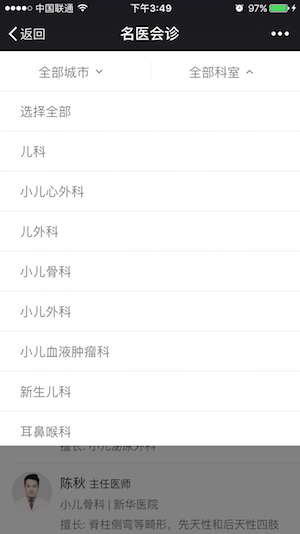 中国联通 下午3:49 97%
返回 名医会诊
全部城市 全部科室
选择全部
儿科
小儿心外科
儿外科
小儿骨科
小儿外科
小儿血液肿瘤科
新生儿科
耳鼻喉科
擅长: 小儿泌尿外科
陈秋 主任医师
小儿骨科 | 新华医院
擅长: 脊柱侧弯等畸形，先天性和后天性四肢